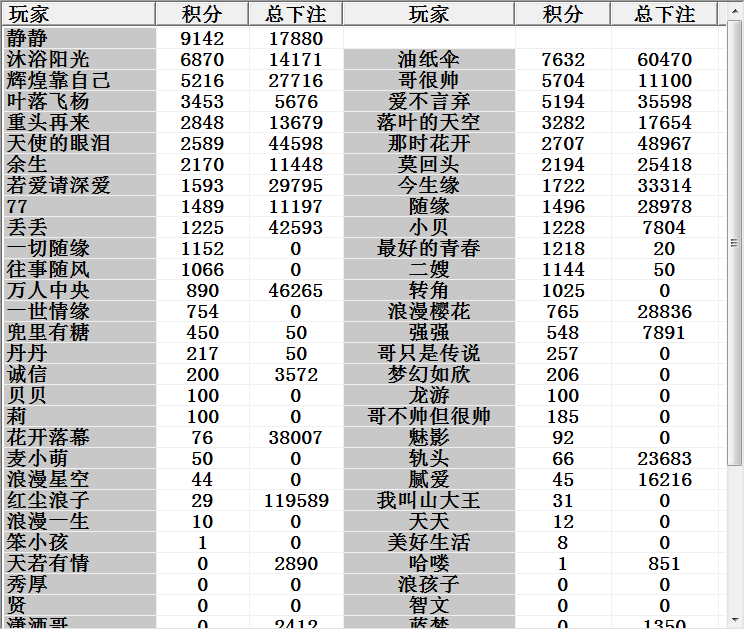 玩家 积分 总下注 玩家 积分 总下注
静静 9142 17880
沐浴阳光 6870 14171 油纸伞 7632 60470
辉煌靠自己 5216 27716 哥很帅 5704 11100
叶落飞杨 3453 5676 爱不言弃 5194 35598
重头再来 2848 13679 落叶的天空 3282 17654
天使的眼泪 2589 44598 那时花开 2707 48967
余生 2170 11448 莫回头 2194 25418
若爱请深爱 1593 29795 今生缘 1722 33314
77 1489 11197 随缘 1496 28978
丢丢 1225 42593 小贝 1228 7804
一切随缘 1152 0 最好的青春 1218 20
往事随风 1066 0 二嫂 1144 50
万人中央 890 46265 转角 1025 0
一世情缘 754 0 浪漫樱花 765 28836
兜里有糖 450 50 强强 548 7891
丹丹 217 50 哥只是传说 257 0
诚信 200 3572 梦幻如欣 206 0
贝贝 100 0 龙游 100 0
莉 100 0 哥不帅但很帅 185 0
花开落幕 76 38007 魅影 92 0
麦小萌 50 0 轨头 66 23683
浪漫星空 44 0 腻爱 45 16216
红尘浪子 29 119589 我叫山大王 31 0
浪漫一生 10 0 天天 12 0
笨小孩 1 0 美好生活 8 0
天若有情 0 2890 哈喽 1 851
秀厚 0 0 浪孩子 0 0
贤 0 0 智文 0 0
潇洒哥 0 2412 蓝梦 0 1350